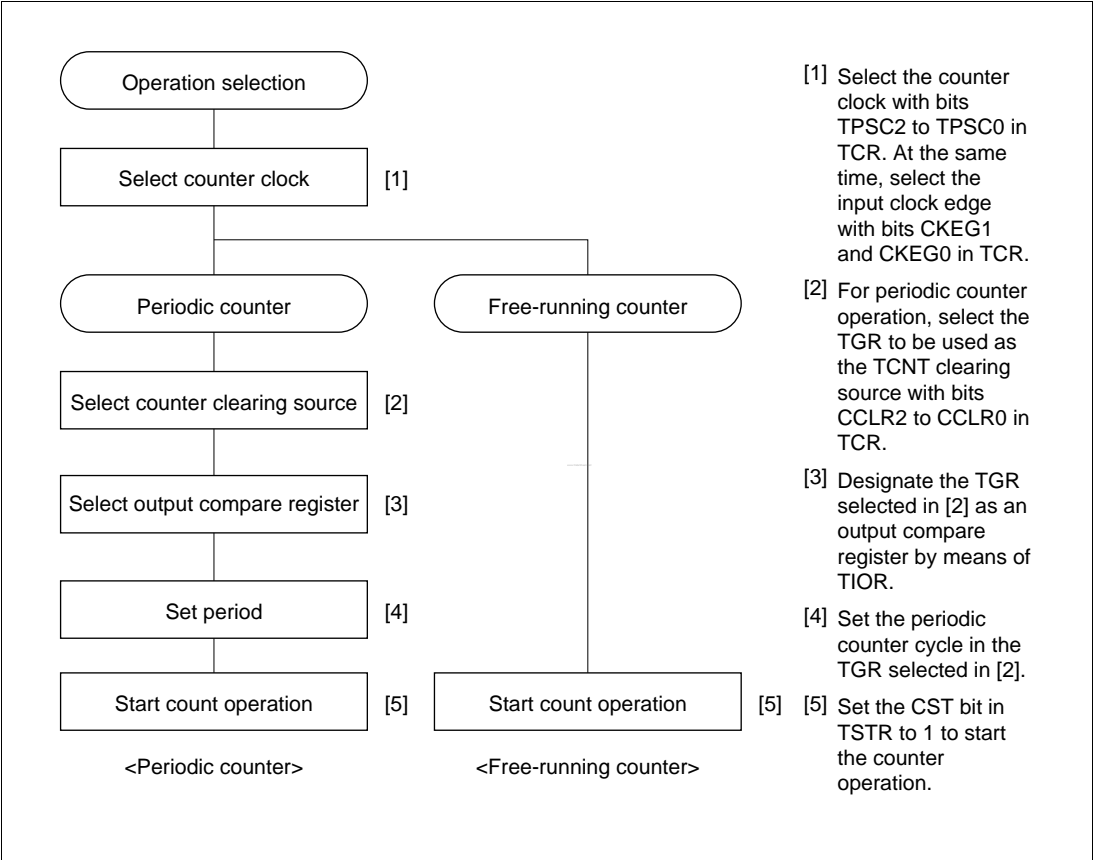 Operation selection
Select counter clock [1]
Periodic counter
Free-running counter
Select counter clearing source [2]
Select output compare register [3]
Set period [4]
Start count operation [5]
Start count operation [5]
<Periodic counter>
<Free-running counter>
[1] Select the counter
clock with bits
TPSC2 to TPSC0 in
TCR. At the same
time, select the
input clock edge
with bits CKEG1
and CKEG0 in TCR.
[2] For periodic counter
operation, select the
TGR to be used as
the TCNT clearing
source with bits
CCLR2 to CCLR0 in
TCR.
[3] Designate the TGR
selected in [2] as an
output compare
register by means of
TIOR.
[4] Set the periodic
counter cycle in the
TGR selected in [2].
[5] Set the CST bit in
TSTR to 1 to start
the counter
operation.